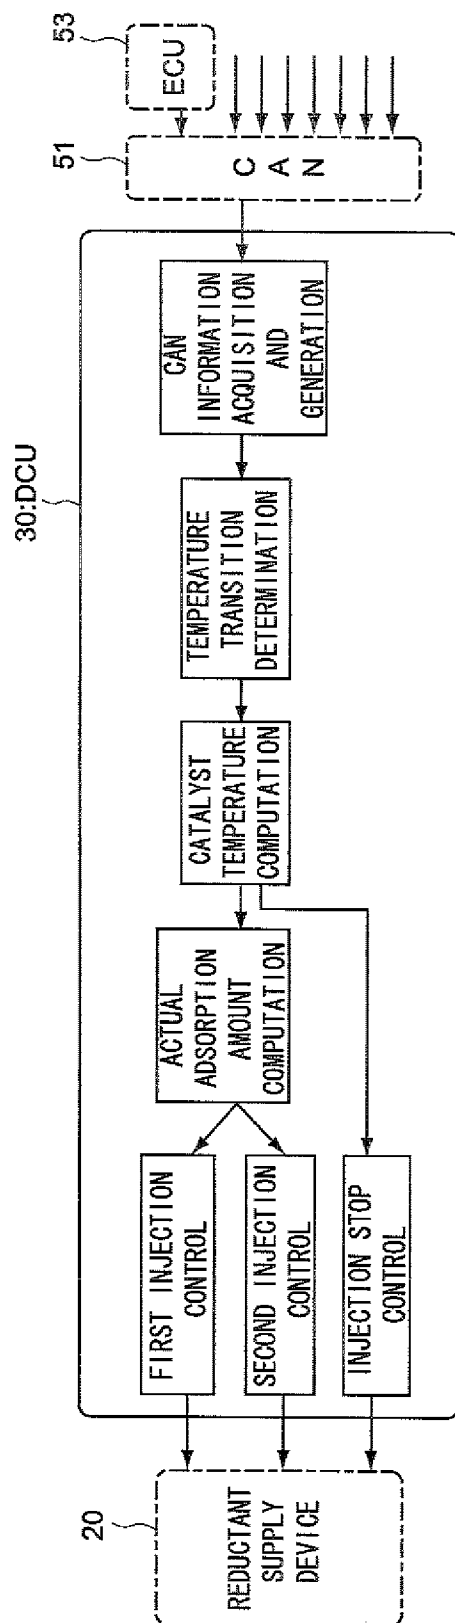 30:DCU
51
53
ECU
CAN
CAN
INFORMATION
ACQUISITION
AND
GENERATION
TEMPERATURE
TRANSITION
DETERMINATION
CATALYST
TEMPERATURE
COMPUTATION
ACTUAL
ADSORPTION
AMOUNT
COMPUTATION
FIRST INJECTION
CONTROL
SECOND INJECTION
CONTROL
INJECTION STOP
CONTROL
20
REDUCTANT
SUPPLY
DEVICE